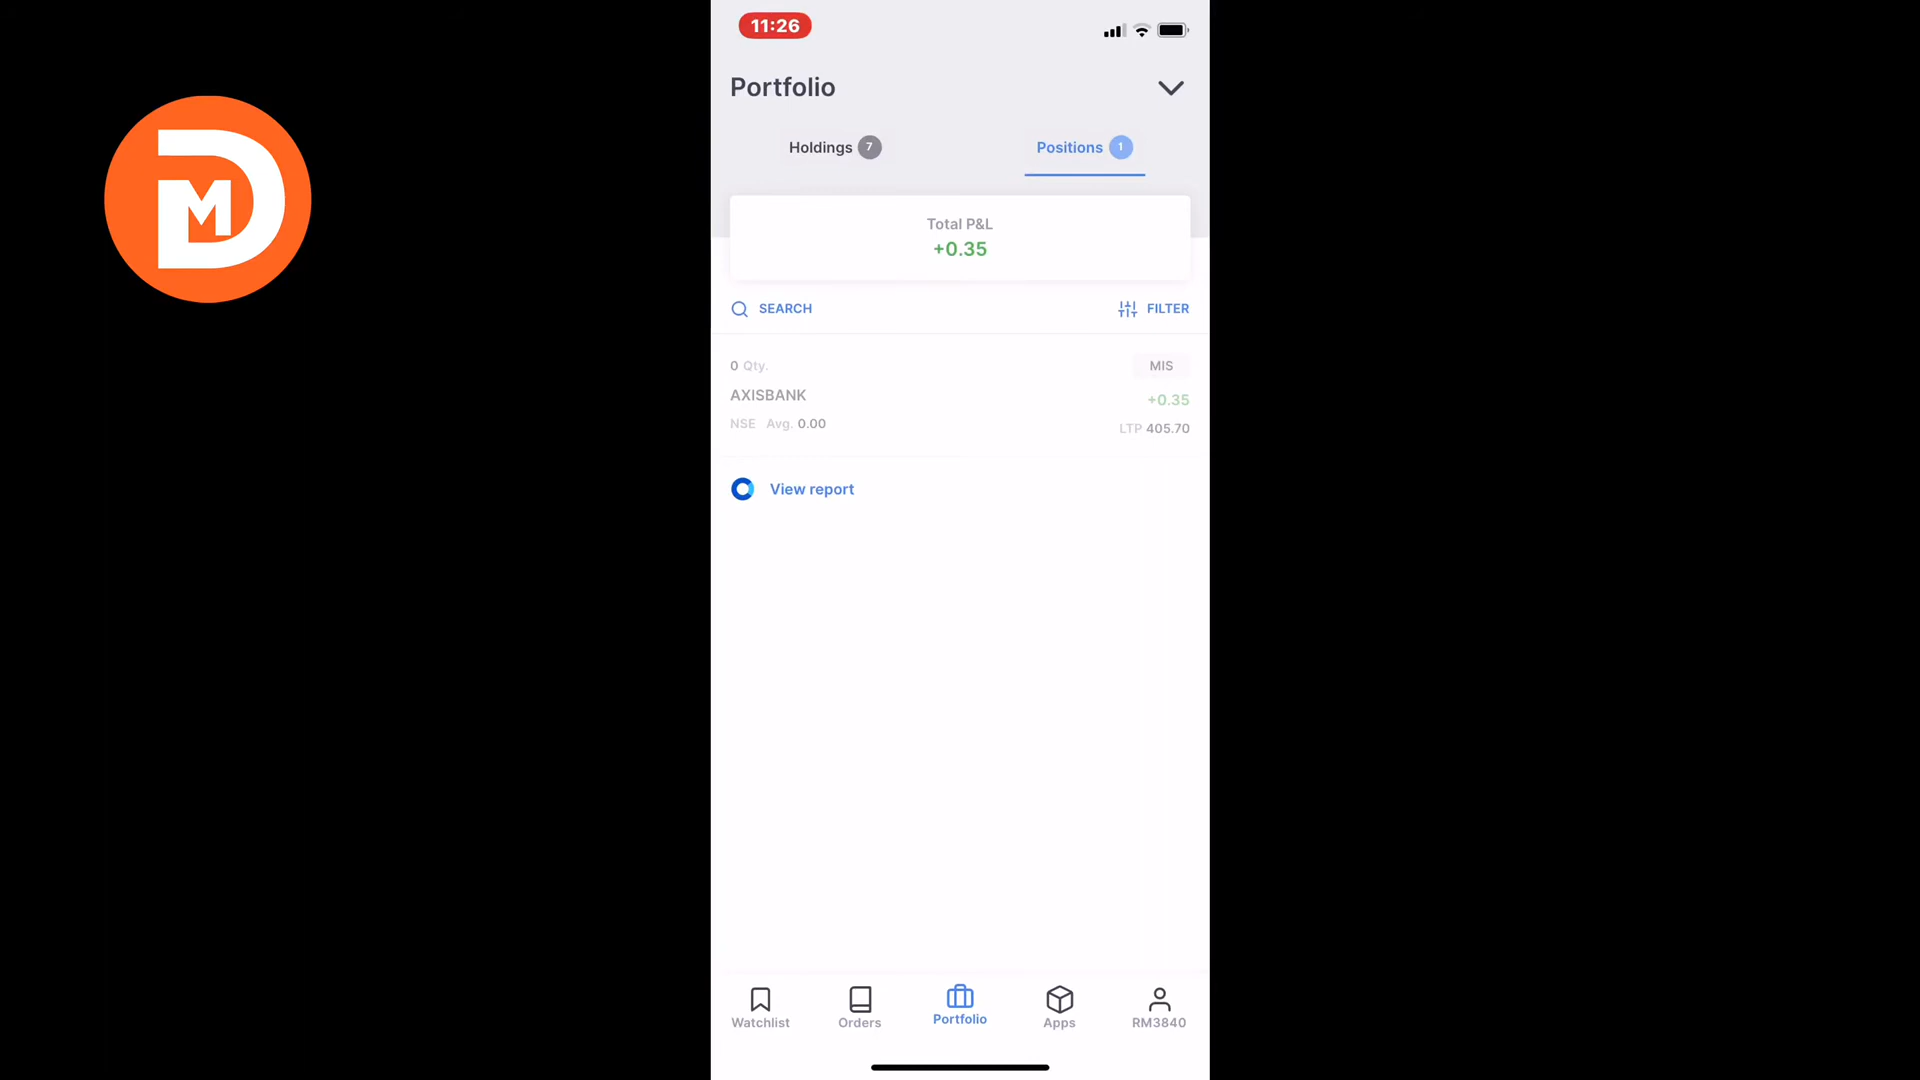 11:26
DM
Portfolio
Holdings 7
Positions 1
Total P&L
+0.35
SEARCH
FILTER
0 Qty.
MIS
AXISBANK
+0.35
NSE Avg. 0.00
LTP 405.70
View report
Watchlist
Orders
Portfolio
Apps
RM3840